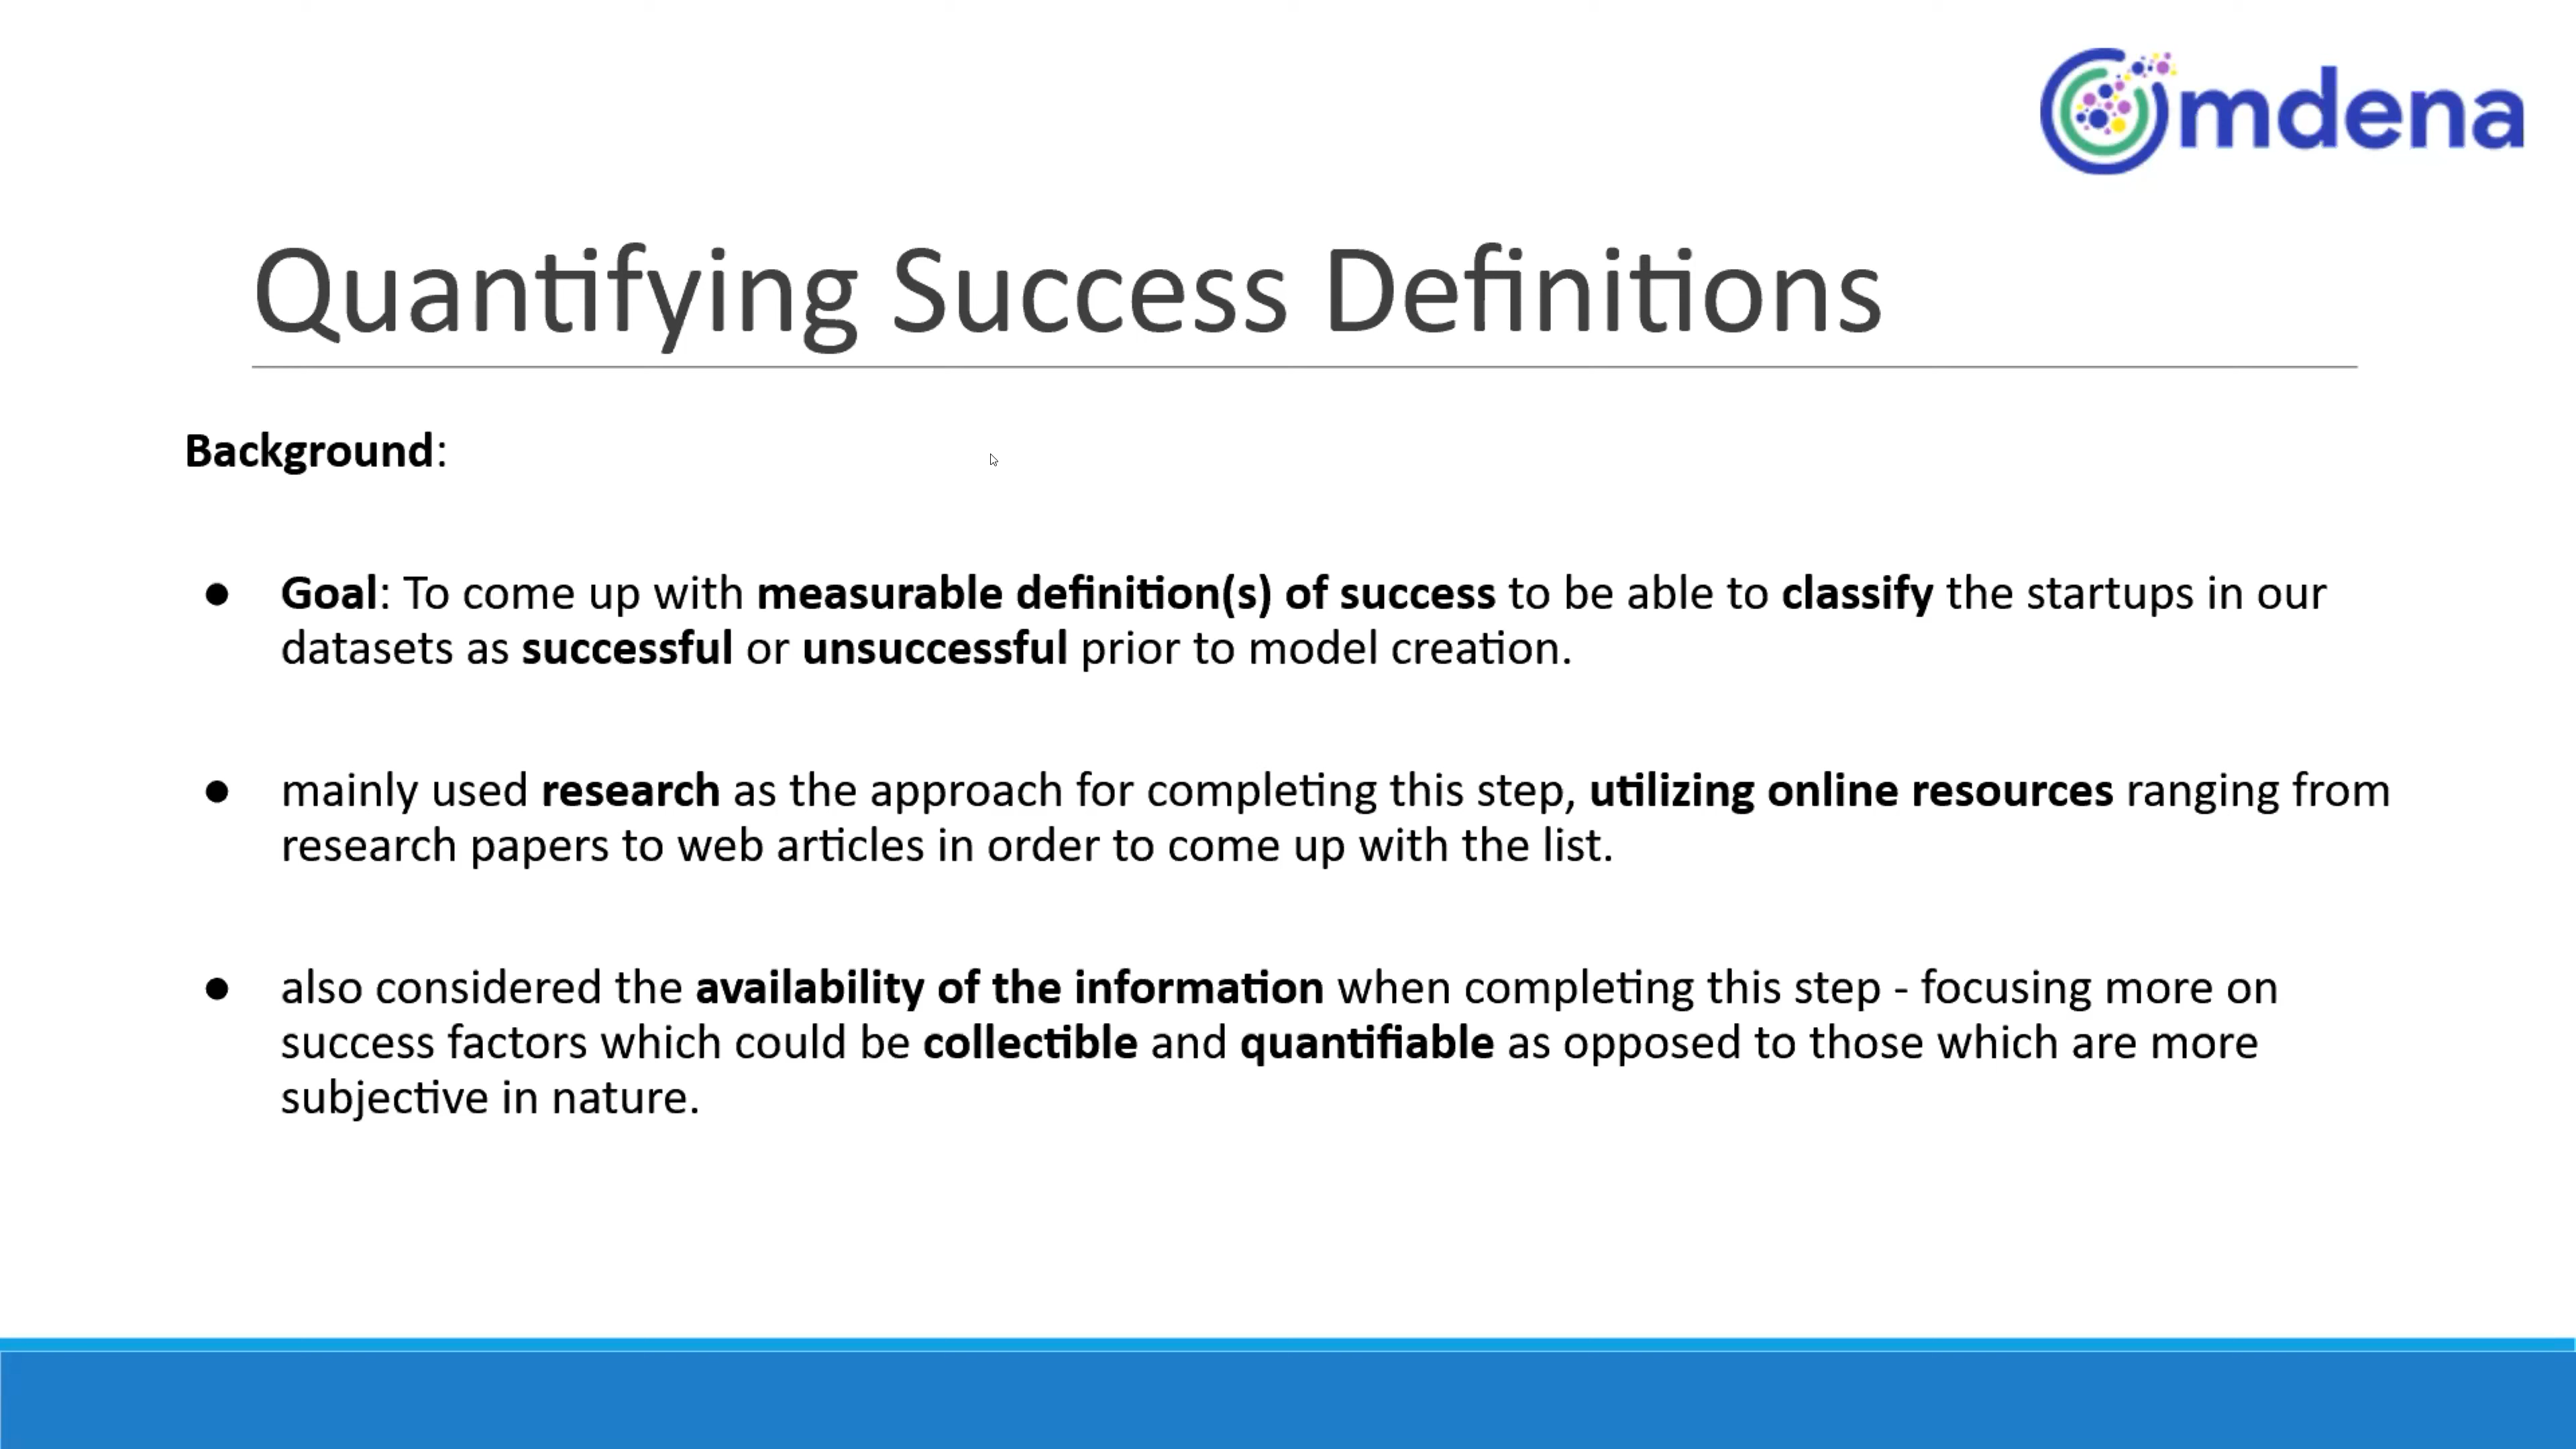 Omdena
Quantifying Success Definitions
Background:
● Goal: To come up with measurable definition(s) of success to be able to classify the startups in our
datasets as successful or unsuccessful prior to model creation.
● mainly used research as the approach for completing this step, utilizing online resources ranging from
research papers to web articles in order to come up with the list.
● also considered the availability of the information when completing this step - focusing more on
success factors which could be collectible and quantifiable as opposed to those which are more
subjective in nature.